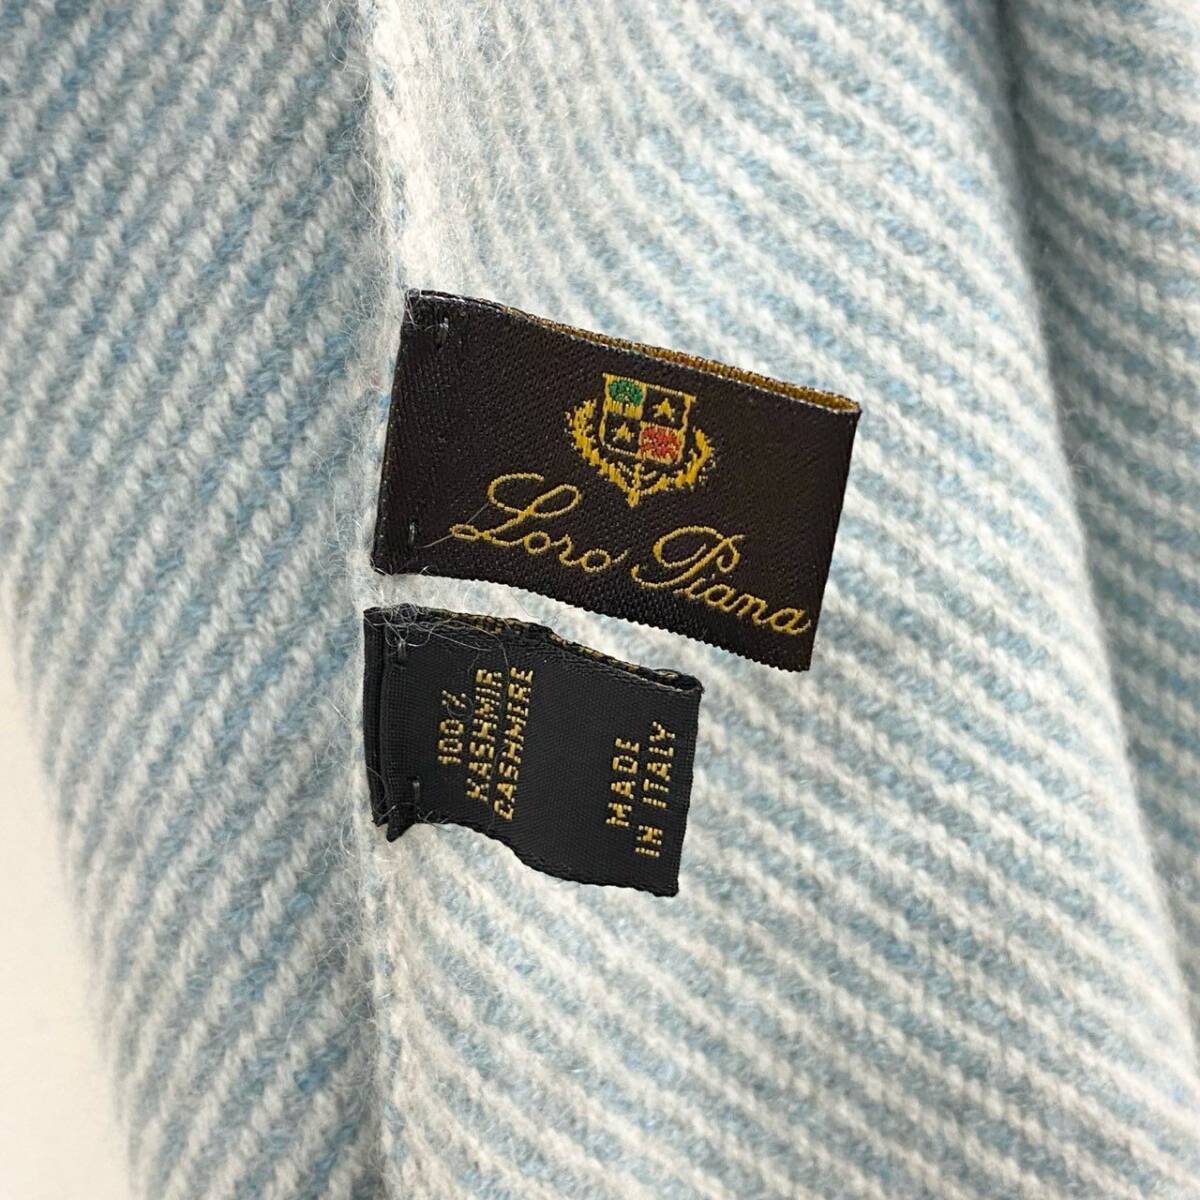 Loro Piana
100%
KASHMIR
CASHMERE
MADE
IN ITALY